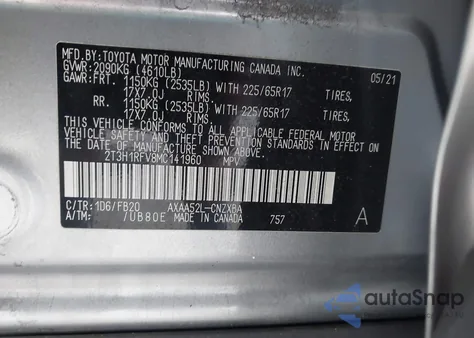 MFD. BY: TOYOTA MOTOR MANUFACTURING CANADA INC.
GVWR: 2090KG (4610LB) 05/21
GAWR: FRT. 1150KG (2535LB) WITH 225/65R17 TIRES,
17X7.0J RIMS,
RR. 1150KG (2535LB) WITH 225/65R17 TIRES,
17X7.0J RIMS,
THIS VEHICLE CONFORMS TO ALL APPLICABLE FEDERAL MOTOR
VEHICLE SAFETY AND THEFT PREVENTION STANDARDS IN EFFECT ON
THE DATE OF MANUFACTURE SHOWN ABOVE.
2T3H1RFV8MC141960 MPV
C/TR: 1D6/FB20 AXAA52L-CNZXBA
A/TM: /UB80E MADE IN CANADA 757 A
autoSnap